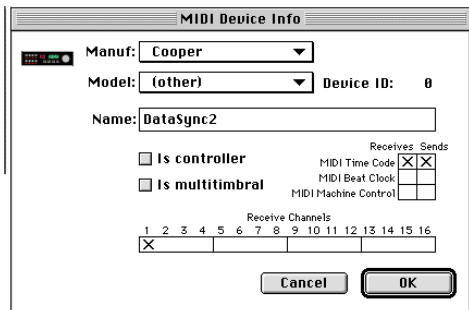 MIDI Device Info
Manuf: Cooper
Model: (other) Device ID: 0
Name: DataSync2
Receives Sends
Is controller
MIDI Time Code
MIDI Beat Clock
Is multitimbral
MIDI Machine Control
Receive Channels
1 2 3 4 5 6 7 8 9 10 11 12 13 14 15 16
Cancel OK